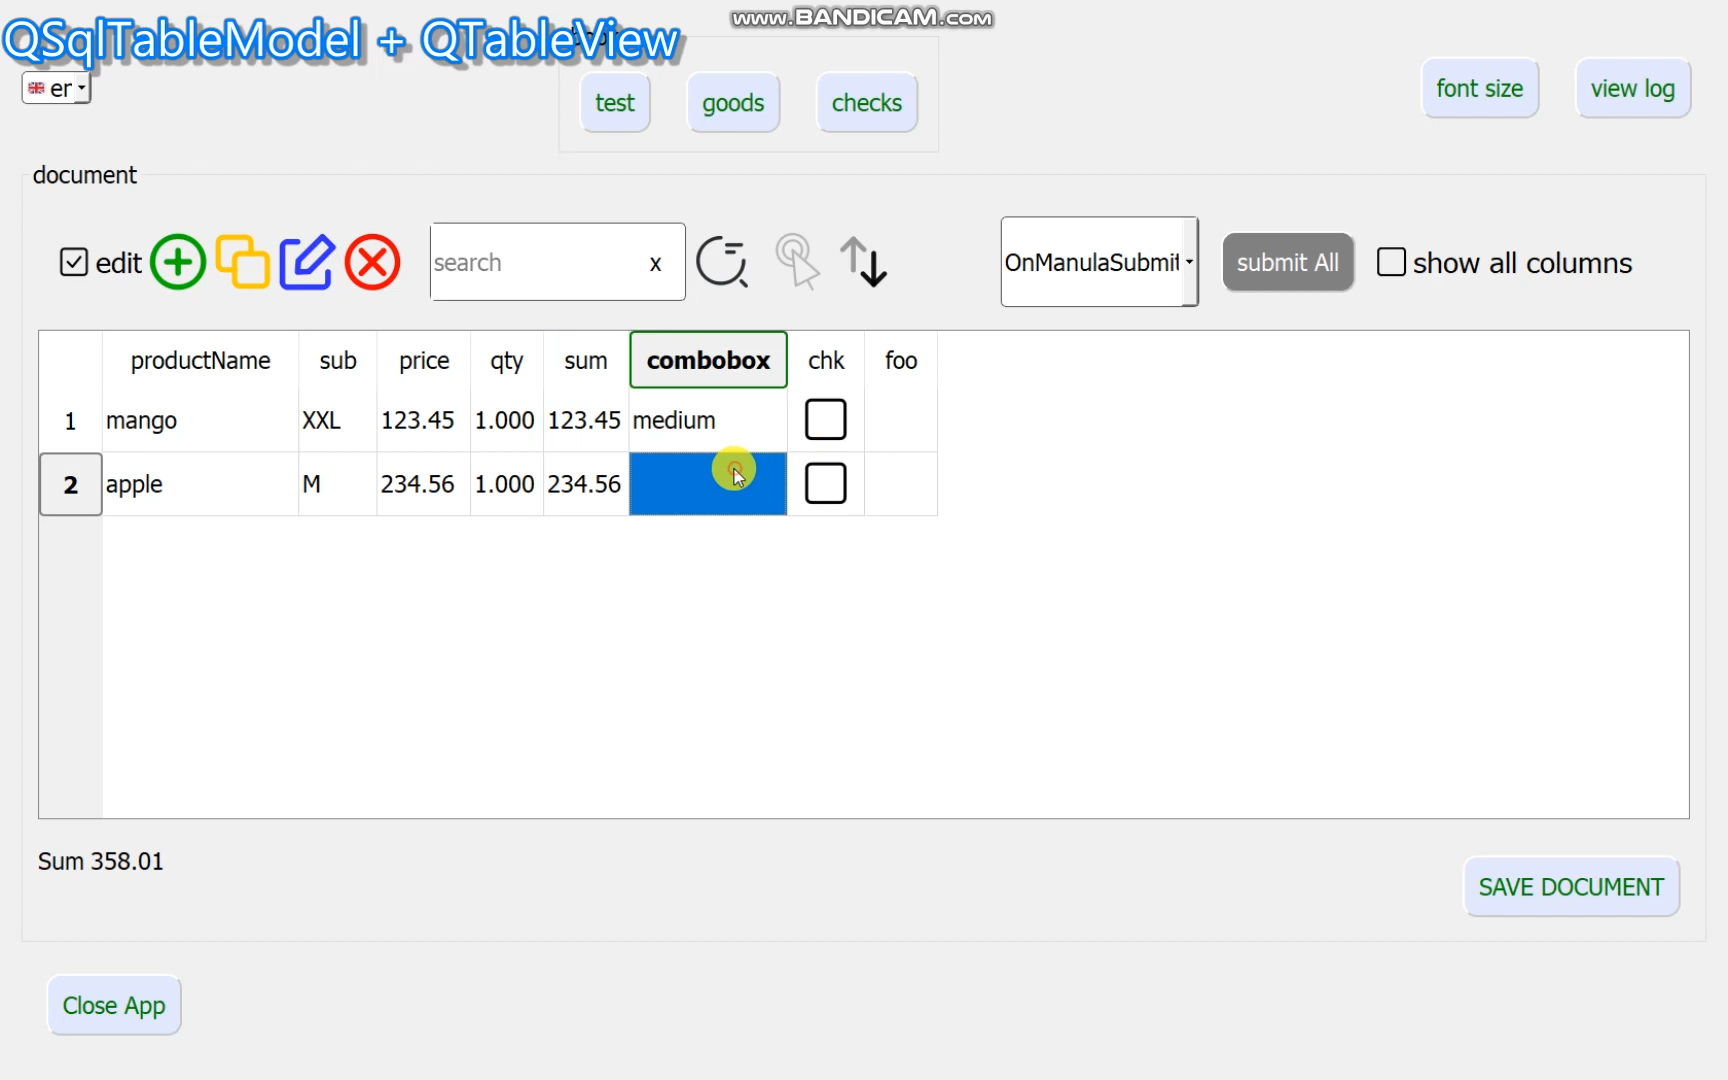 www.BANDICAM.com
QSqlTableModel + QTableView
er
test goods checks
font size view log
document
edit search x OnManulaSubmit submit All show all columns
productName sub price qty sum combobox chk foo
1 mango XXL 123.45 1.000 123.45 medium
2 apple M 234.56 1.000 234.56
Sum 358.01
SAVE DOCUMENT
Close App